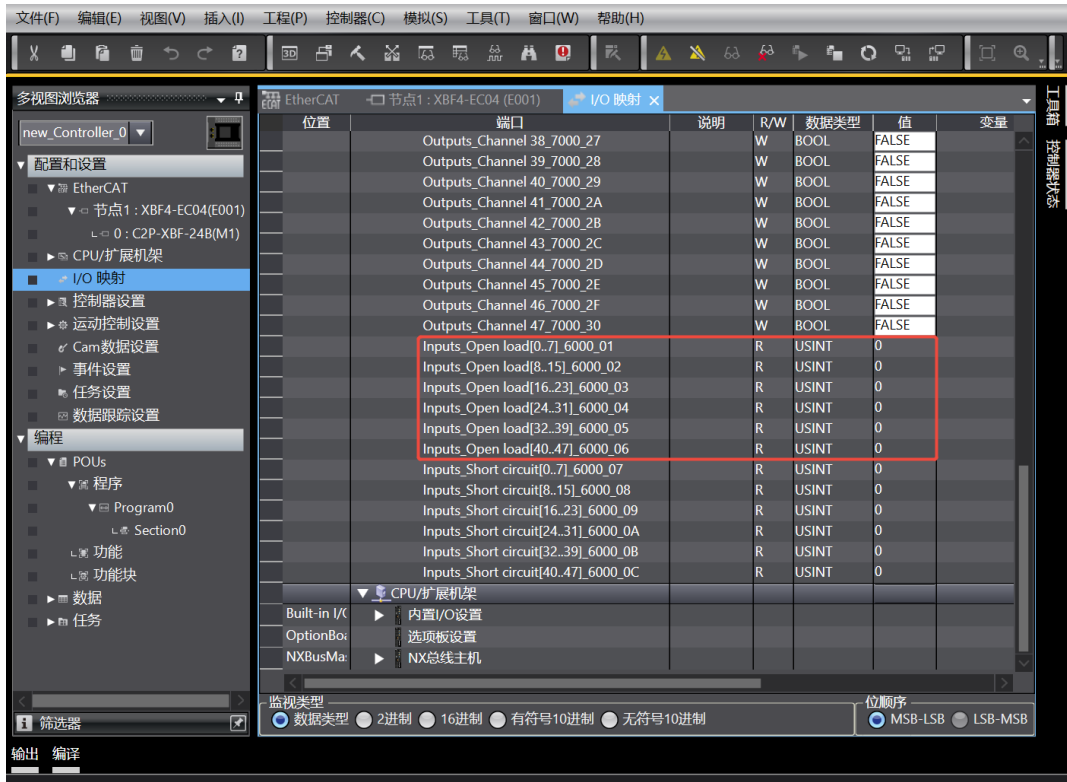 文件(F) 编辑(E) 视图(V) 插入(I) 工程(P) 控制器(C) 模拟(S) 工具(T) 窗口(W) 帮助(H)
多视图浏览器
new_Controller_0
配置和设置
EtherCAT
节点1 : XBF4-EC04(E001)
0 : C2P-XBF-24B(M1)
CPU/扩展机架
I/O 映射
控制器设置
运动控制设置
Cam数据设置
事件设置
任务设置
数据跟踪设置
编程
POUs
程序
Program0
Section0
功能
功能块
数据
任务
筛选器
EtherCAT 节点1 : XBF4-EC04 (E001) I/O 映射
位置 端口 说明 R/W 数据类型 值 变量
Outputs_Channel 38_7000_27 W BOOL FALSE
Outputs_Channel 39_7000_28 W BOOL FALSE
Outputs_Channel 40_7000_29 W BOOL FALSE
Outputs_Channel 41_7000_2A W BOOL FALSE
Outputs_Channel 42_7000_2B W BOOL FALSE
Outputs_Channel 43_7000_2C W BOOL FALSE
Outputs_Channel 44_7000_2D W BOOL FALSE
Outputs_Channel 45_7000_2E W BOOL FALSE
Outputs_Channel 46_7000_2F W BOOL FALSE
Outputs_Channel 47_7000_30 W BOOL FALSE
Inputs_Open load[0..7]_6000_01 R USINT 0
Inputs_Open load[8..15]_6000_02 R USINT 0
Inputs_Open load[16..23]_6000_03 R USINT 0
Inputs_Open load[24..31]_6000_04 R USINT 0
Inputs_Open load[32..39]_6000_05 R USINT 0
Inputs_Open load[40..47]_6000_06 R USINT 0
Inputs_Short circuit[0..7]_6000_07 R USINT 0
Inputs_Short circuit[8..15]_6000_08 R USINT 0
Inputs_Short circuit[16..23]_6000_09 R USINT 0
Inputs_Short circuit[24..31]_6000_0A R USINT 0
Inputs_Short circuit[32..39]_6000_0B R USINT 0
Inputs_Short circuit[40..47]_6000_0C R USINT 0
CPU/扩展机架
Built-in I/( 内置I/O设置
OptionBo 选项板设置
NXBusMa: NX总线主机
监视类型
数据类型 2进制 16进制 有符号10进制 无符号10进制
位顺序
MSB-LSB LSB-MSB
工具箱
控制器状态
输出 编译